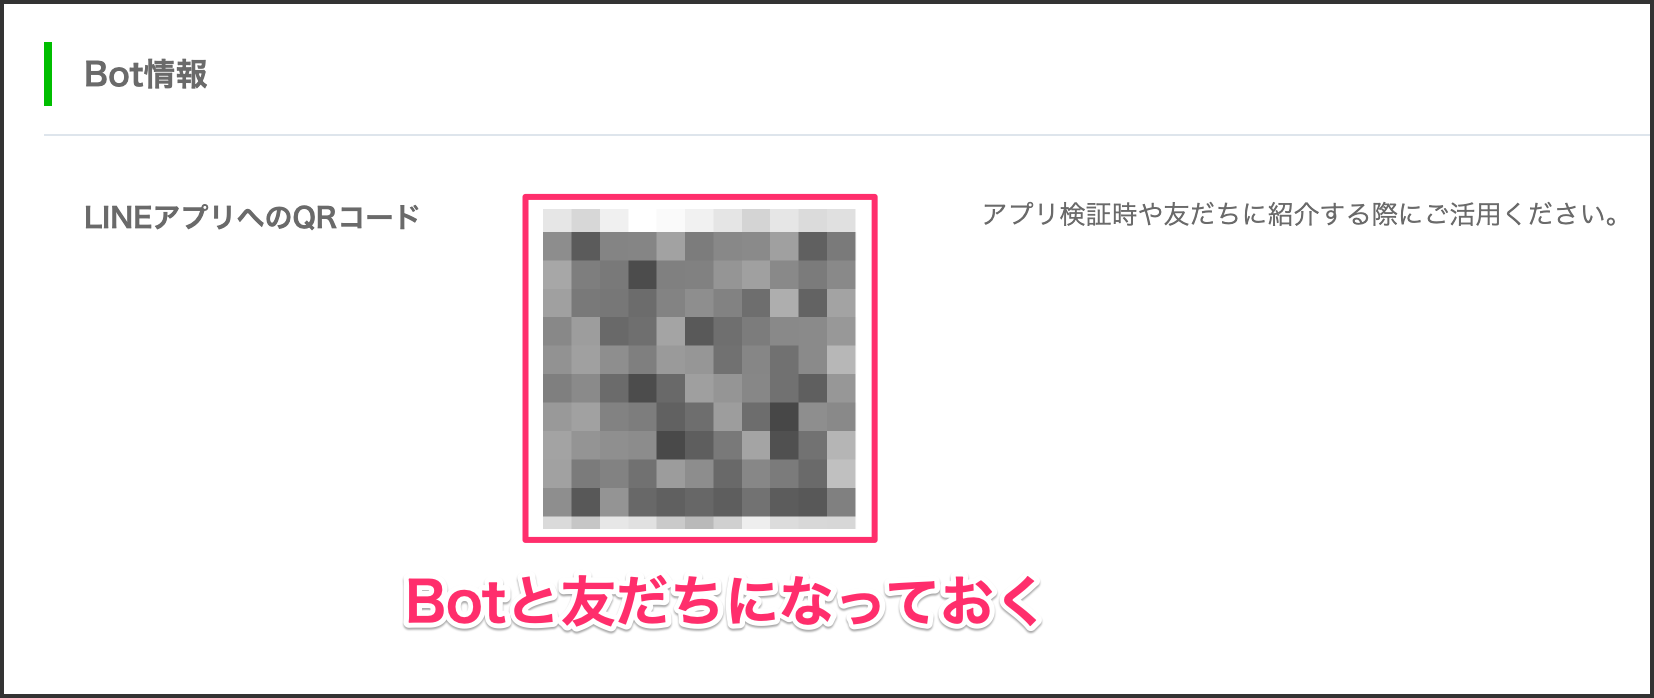 Bot情報
LINEアプリへのQRコード
アプリ検証時や友だちに紹介する際にご活用ください。
Botと友だちになっておく